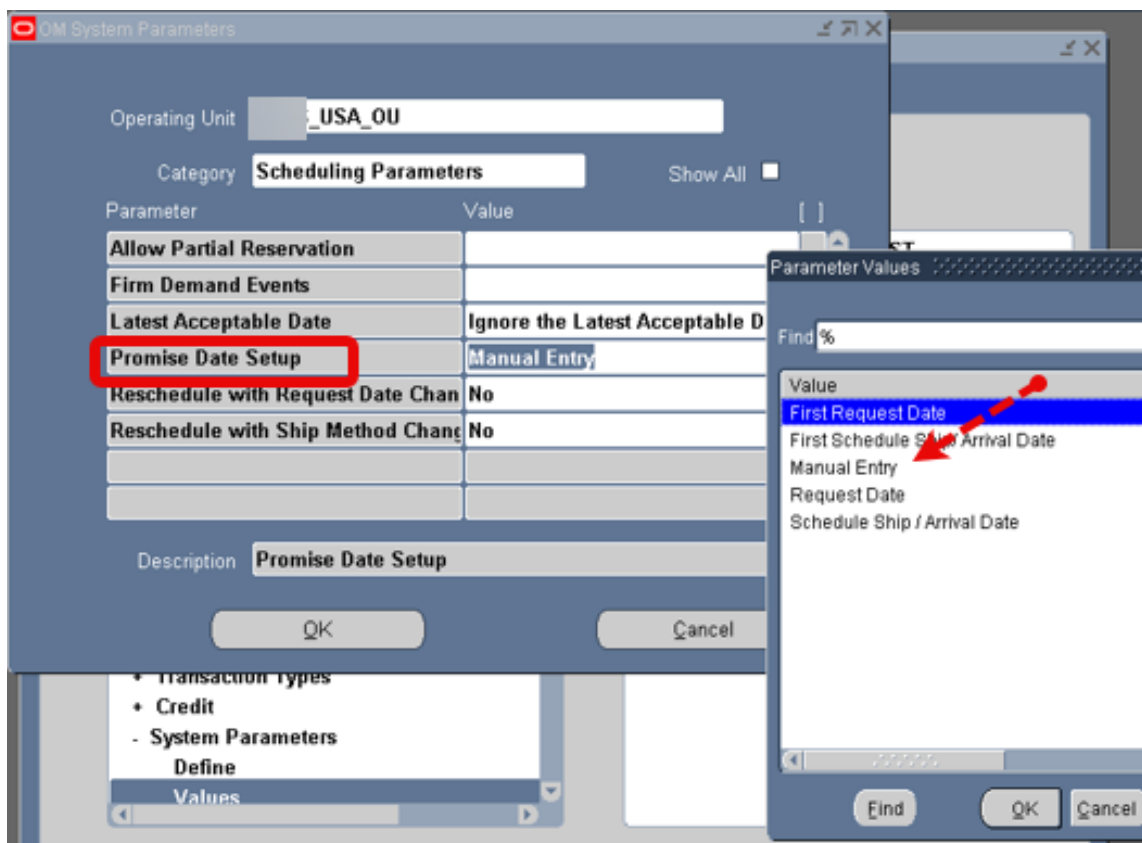 OM System Parameters
Operating Unit _USA_OU
Category Scheduling Parameters Show All
Parameter Value [ ]
Allow Partial Reservation
Firm Demand Events
Latest Acceptable Date Ignore the Latest Acceptable D
Promise Date Setup Manual Entry
Reschedule with Request Date Chan No
Reschedule with Ship Method Chang No
Description Promise Date Setup
OK Cancel
+ Transaction Types
+ Credit
- System Parameters
Define
Values
Parameter Values
Find %
Value
First Request Date
First Schedule Ship / Arrival Date
Manual Entry
Request Date
Schedule Ship / Arrival Date
Find OK Cancel